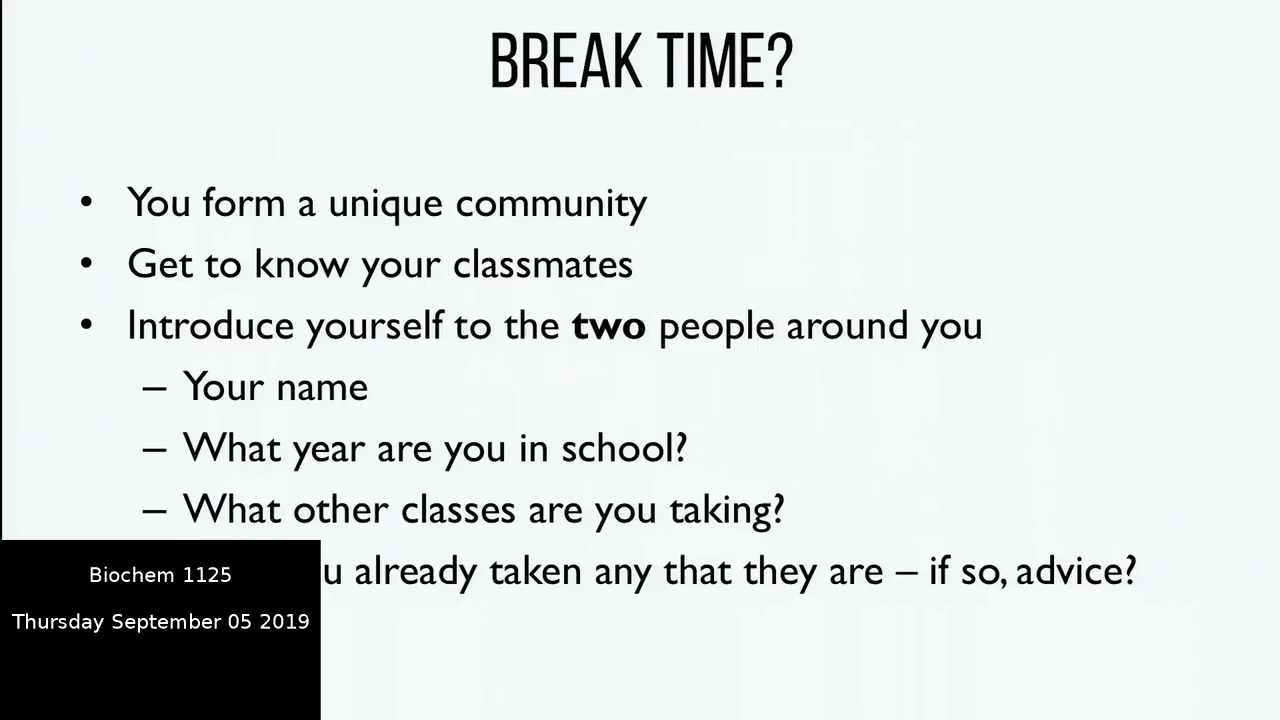 BREAK TIME?
• You form a unique community
• Get to know your classmates
• Introduce yourself to the two people around you
– Your name
– What year are you in school?
– What other classes are you taking?
already taken any that they are – if so, advice?
Biochem 1125
Thursday September 05 2019